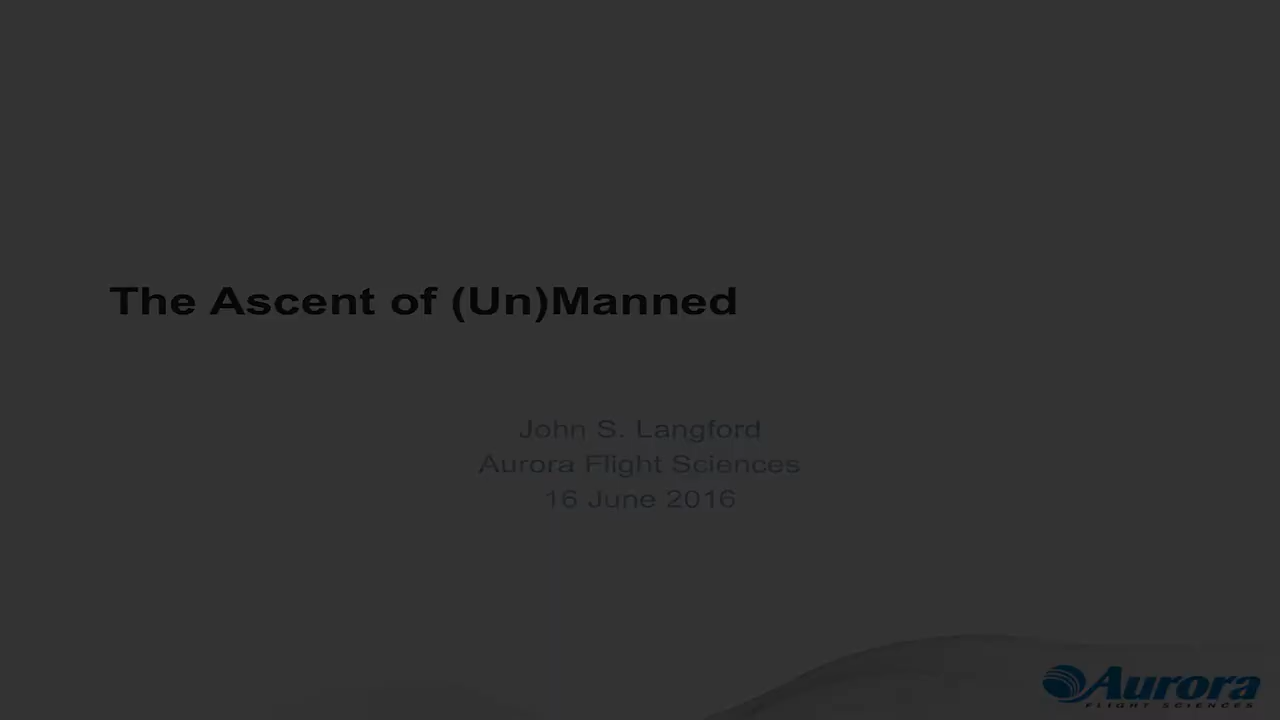 The Ascent of (Un)Manned
John S. Langford
Aurora Flight Sciences
16 June 2016
Aurora
FLIGHT SCIENCES